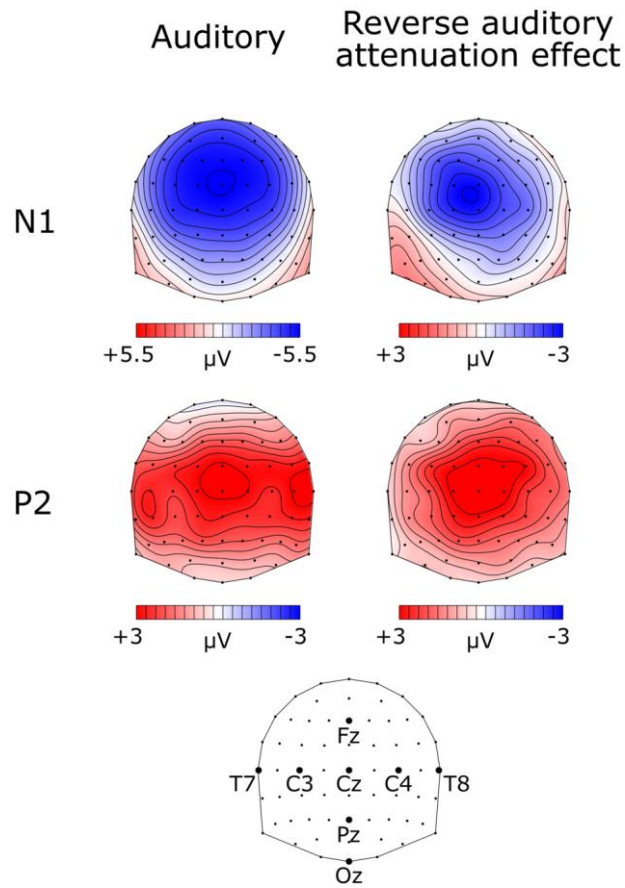 Auditory
Reverse auditory
attenuation effect
N1
+5.5 µV -5.5
+3 µV -3
P2
+3 µV -3
+3 µV -3
Fz
T7 C3 Cz C4 T8
Pz
Oz